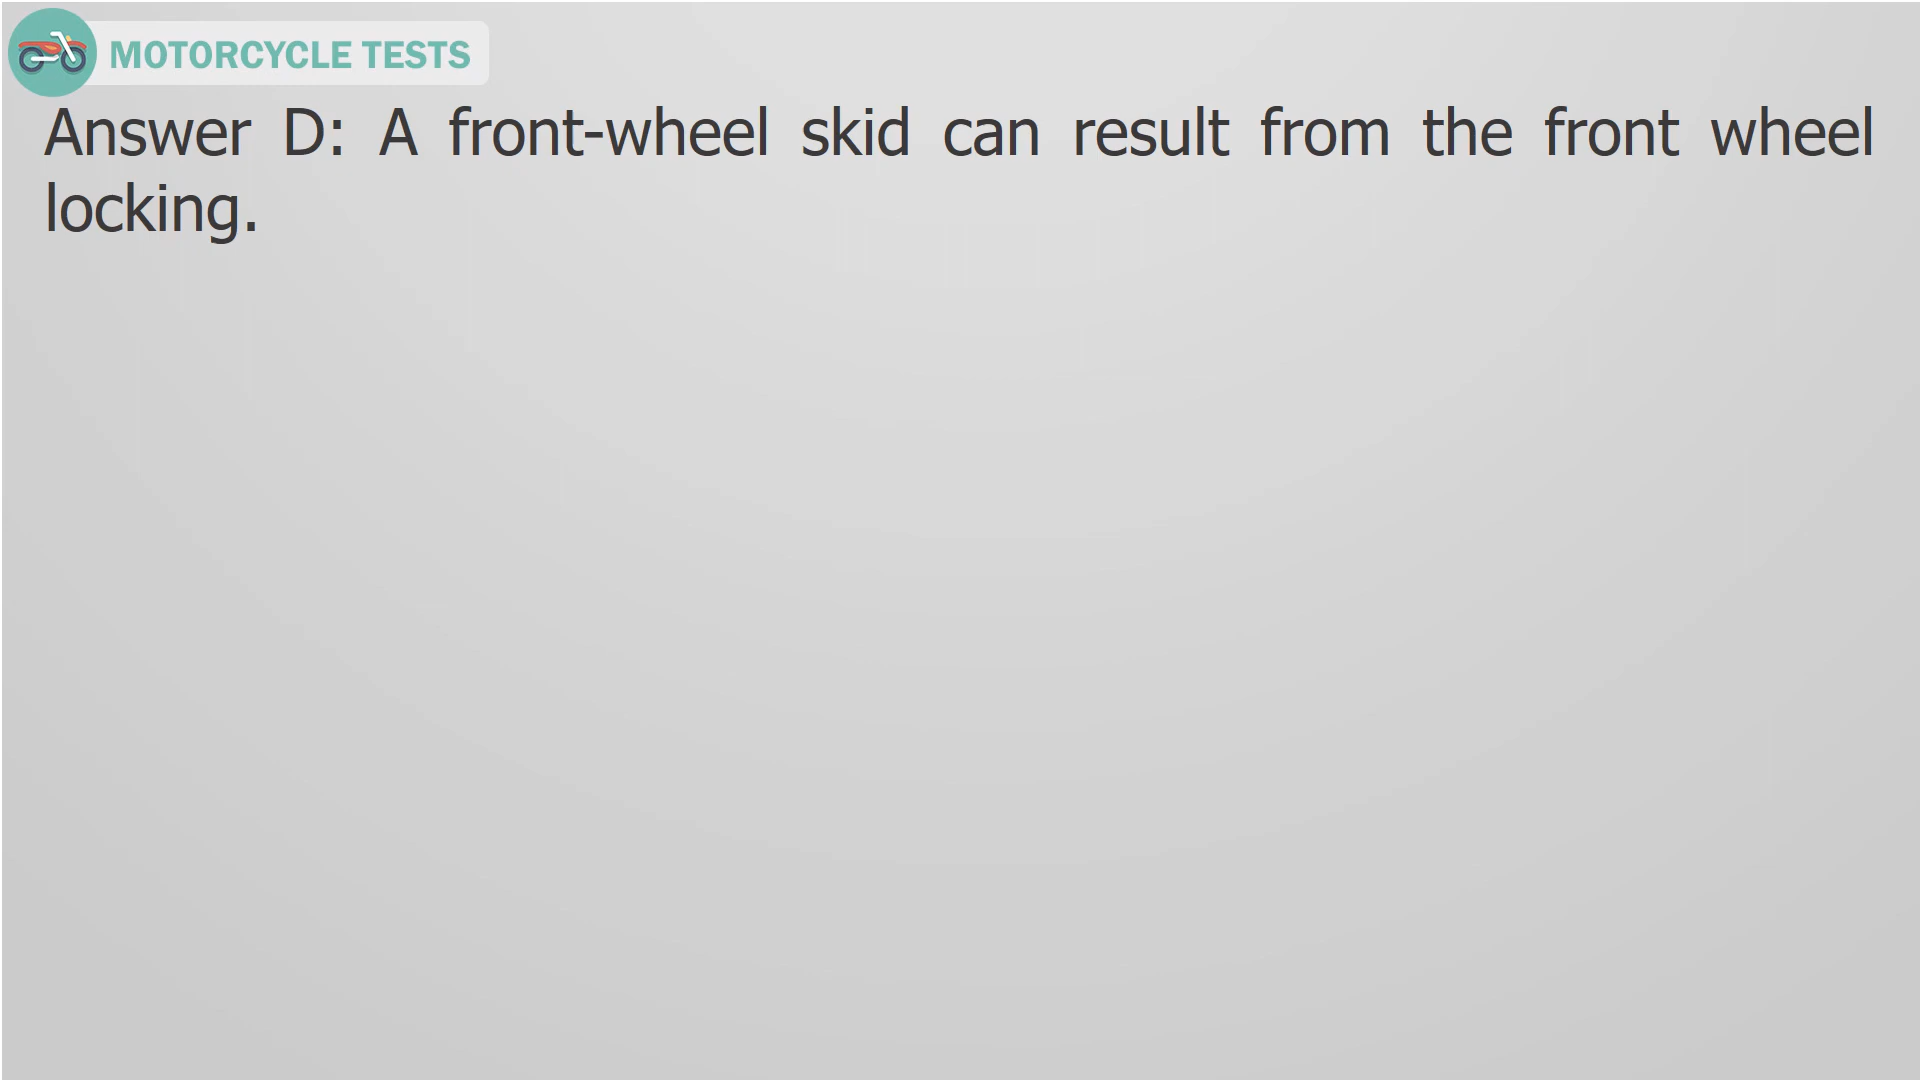 MOTORCYCLE TESTS
Answer D: A front-wheel skid can result from the front wheel
locking.